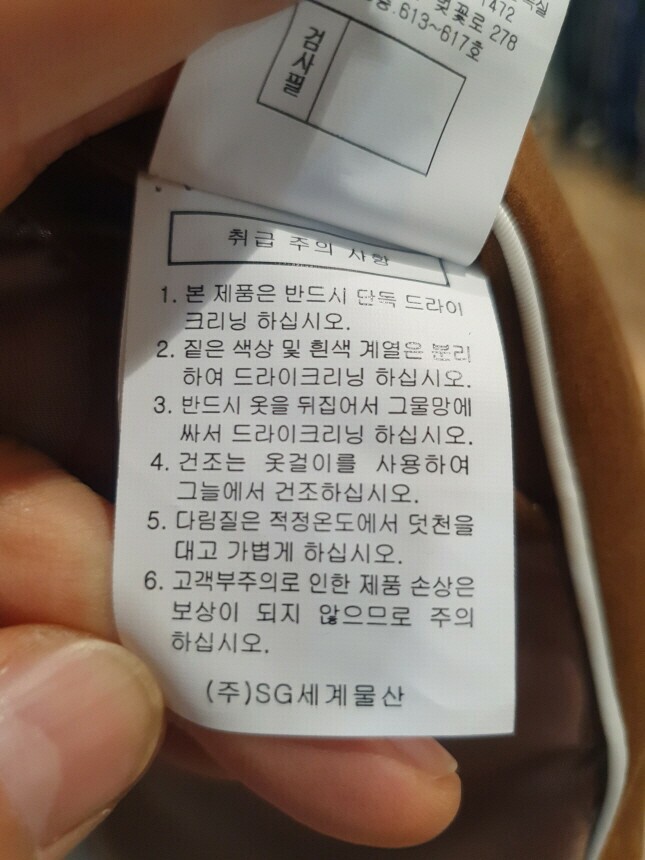 1472
벚꽃로 278
613~617호
검사필
취급 주의 사항
1. 본 제품은 반드시 단독 드라이
크리닝 하십시오.
2. 짙은 색상 및 흰색 계열은 분리
하여 드라이크리닝 하십시오.
3. 반드시 옷을 뒤집어서 그물망에
싸서 드라이크리닝 하십시오.
4. 건조는 옷걸이를 사용하여
그늘에서 건조하십시오.
5. 다림질은 적정온도에서 덧천을
대고 가볍게 하십시오.
6. 고객부주의로 인한 제품 손상은
보상이 되지 않으므로 주의
하십시오.
(주)SG세계물산